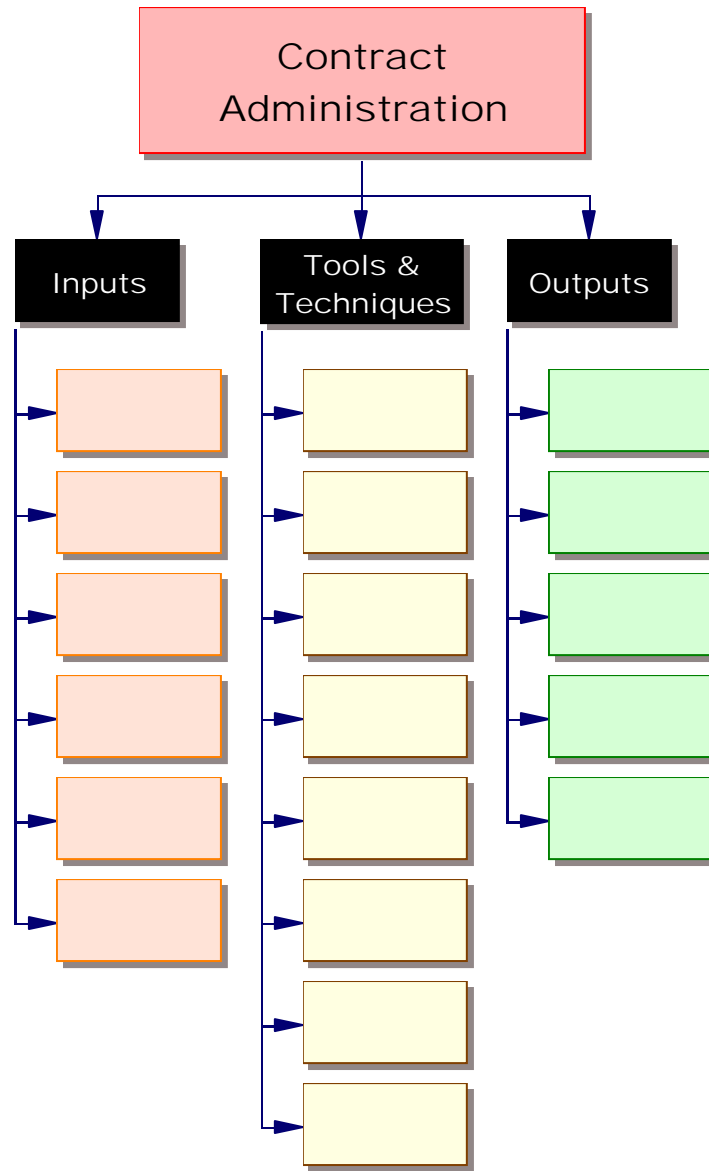 Contract
Administration
Inputs
Tools &
Techniques
Outputs